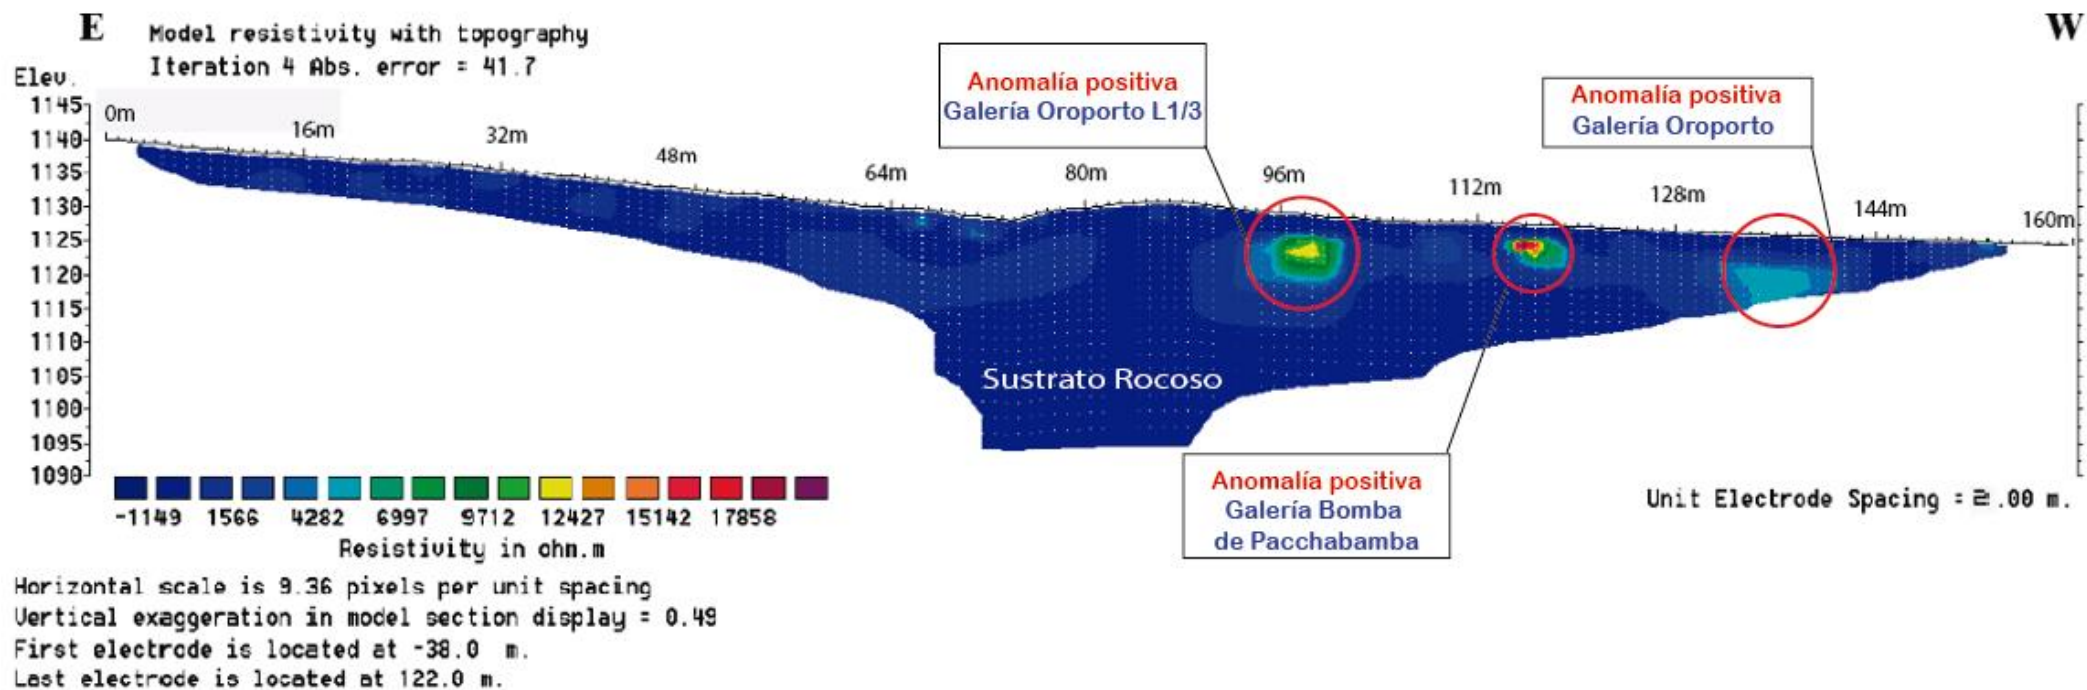 E
W
Model resistivity with topography
Iteration 4 Abs. error = 41.7
Elev.
1145
1140
1135
1130
1125
1120
1115
1110
1105
1100
1095
1090
0m
16m
32m
48m
64m
80m
96m
112m
128m
144m
160m
Anomalía positiva
Galería Oroporto L1/3
Anomalía positiva
Galería Oroporto
Sustrato Rocoso
Anomalía positiva
Galería Bomba
de Pacchabamba
-1149 1566 4282 6997 9712 12427 15142 17858
Resistivity in ohm.m
Unit Electrode Spacing = 2.00 m.
Horizontal scale is 9.36 pixels per unit spacing
Vertical exaggeration in model section display = 0.49
First electrode is located at -38.0 m.
Last electrode is located at 122.0 m.